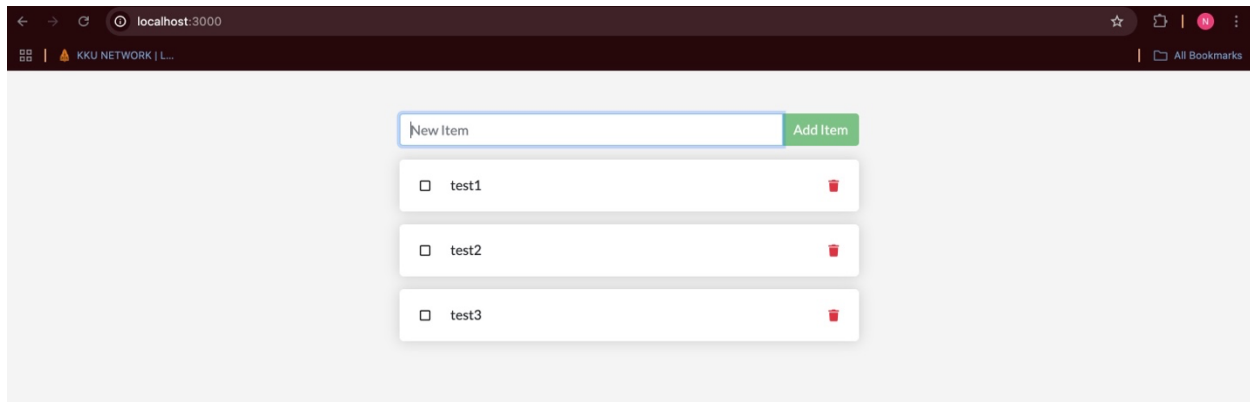 localhost:3000
N
KKU NETWORK | L...
All Bookmarks
New Item
Add Item
test1
test2
test3